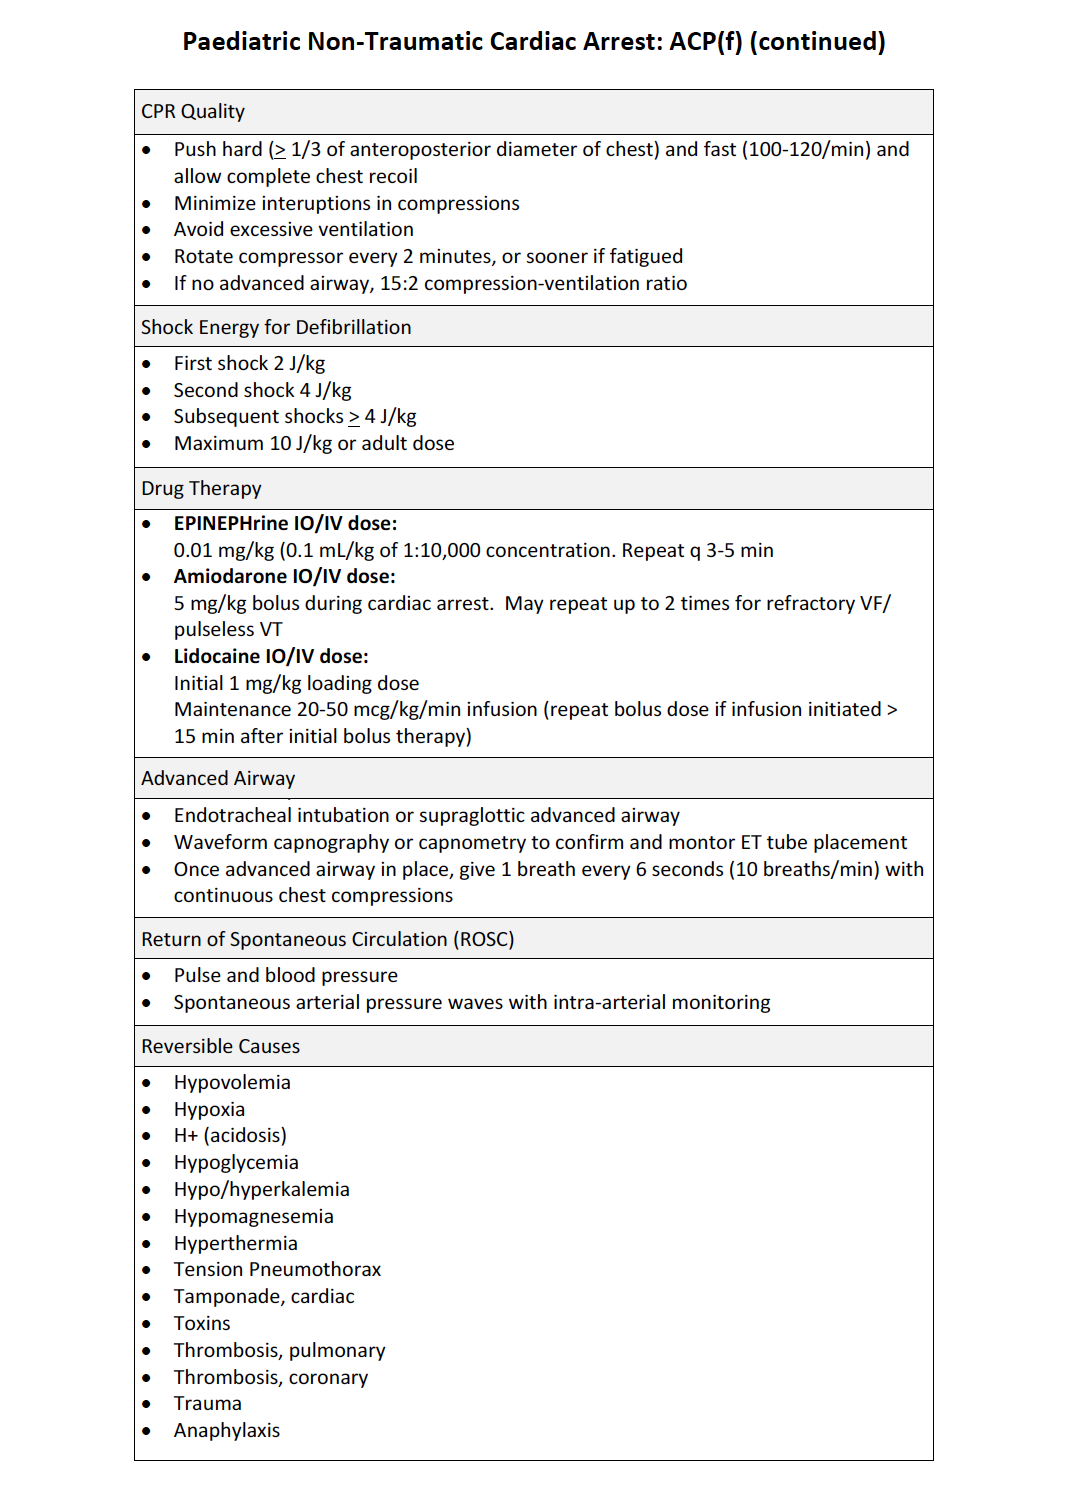 Paediatric Non-Traumatic Cardiac Arrest: ACP(f) (continued)
CPR Quality
• Push hard (≥ 1/3 of anteroposterior diameter of chest) and fast (100-120/min) and
allow complete chest recoil
• Minimize interuptions in compressions
• Avoid excessive ventilation
• Rotate compressor every 2 minutes, or sooner if fatigued
• If no advanced airway, 15:2 compression-ventilation ratio
Shock Energy for Defibrillation
• First shock 2 J/kg
• Second shock 4 J/kg
• Subsequent shocks ≥ 4 J/kg
• Maximum 10 J/kg or adult dose
Drug Therapy
• EPINEPHrine IO/IV dose:
0.01 mg/kg (0.1 mL/kg of 1:10,000 concentration. Repeat q 3-5 min
• Amiodarone IO/IV dose:
5 mg/kg bolus during cardiac arrest.  May repeat up to 2 times for refractory VF/
pulseless VT
• Lidocaine IO/IV dose:
Initial 1 mg/kg loading dose
Maintenance 20-50 mcg/kg/min infusion (repeat bolus dose if infusion initiated >
15 min after initial bolus therapy)
Advanced Airway
• Endotracheal intubation or supraglottic advanced airway
• Waveform capnography or capnometry to confirm and montor ET tube placement
• Once advanced airway in place, give 1 breath every 6 seconds (10 breaths/min) with
continuous chest compressions
Return of Spontaneous Circulation (ROSC)
• Pulse and blood pressure
• Spontaneous arterial pressure waves with intra-arterial monitoring
Reversible Causes
• Hypovolemia
• Hypoxia
• H+ (acidosis)
• Hypoglycemia
• Hypo/hyperkalemia
• Hypomagnesemia
• Hyperthermia
• Tension Pneumothorax
• Tamponade, cardiac
• Toxins
• Thrombosis, pulmonary
• Thrombosis, coronary
• Trauma
• Anaphylaxis